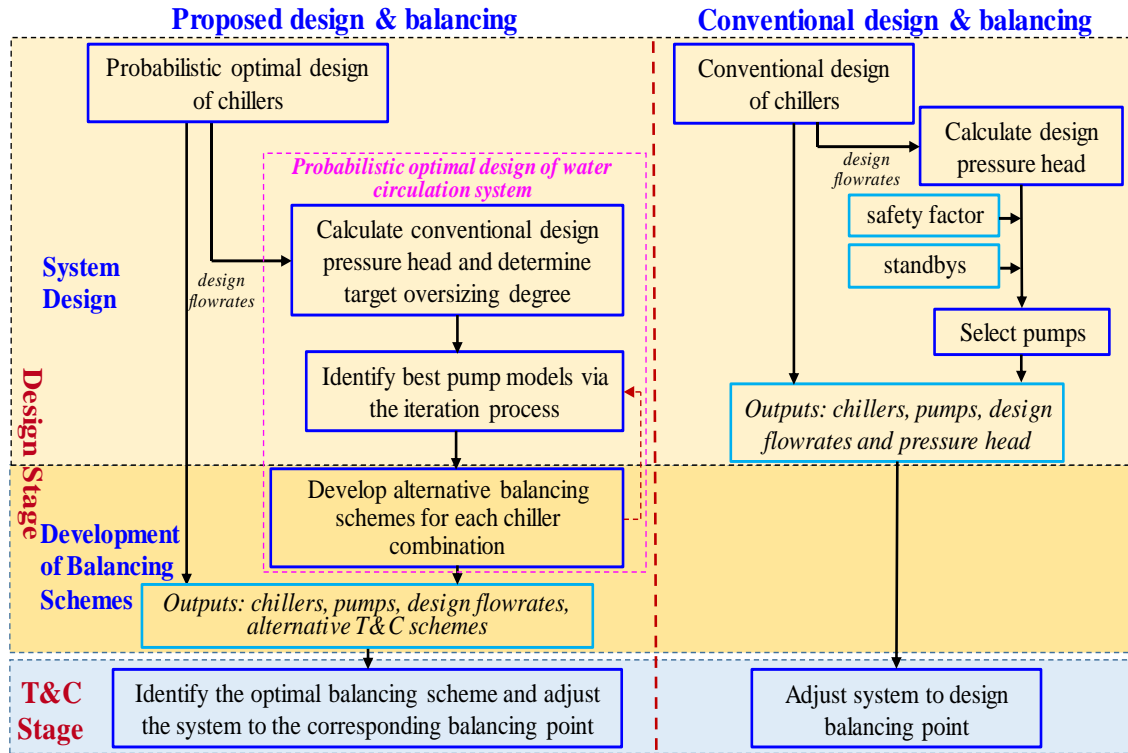 Proposed design & balancing
Conventional design & balancing
Probabilistic optimal design
of chillers
Conventional design
of chillers
Calculate design
pressure head
design
flowrates
safety factor
standbys
Select pumps
Outputs: chillers, pumps, design
flowrates and pressure head
Probabilistic optimal design of water
circulation system
Calculate conventional design
pressure head and determine
target oversizing degree
design
flowrates
System
Design
Identify best pump models via
the iteration process
Design Stage
Develop alternative balancing
schemes for each chiller
combination
Development
of Balancing
Schemes
Outputs: chillers, pumps, design flowrates,
alternative T&C schemes
T&C
Stage
Identify the optimal balancing scheme and adjust
the system to the corresponding balancing point
Adjust system to design
balancing point